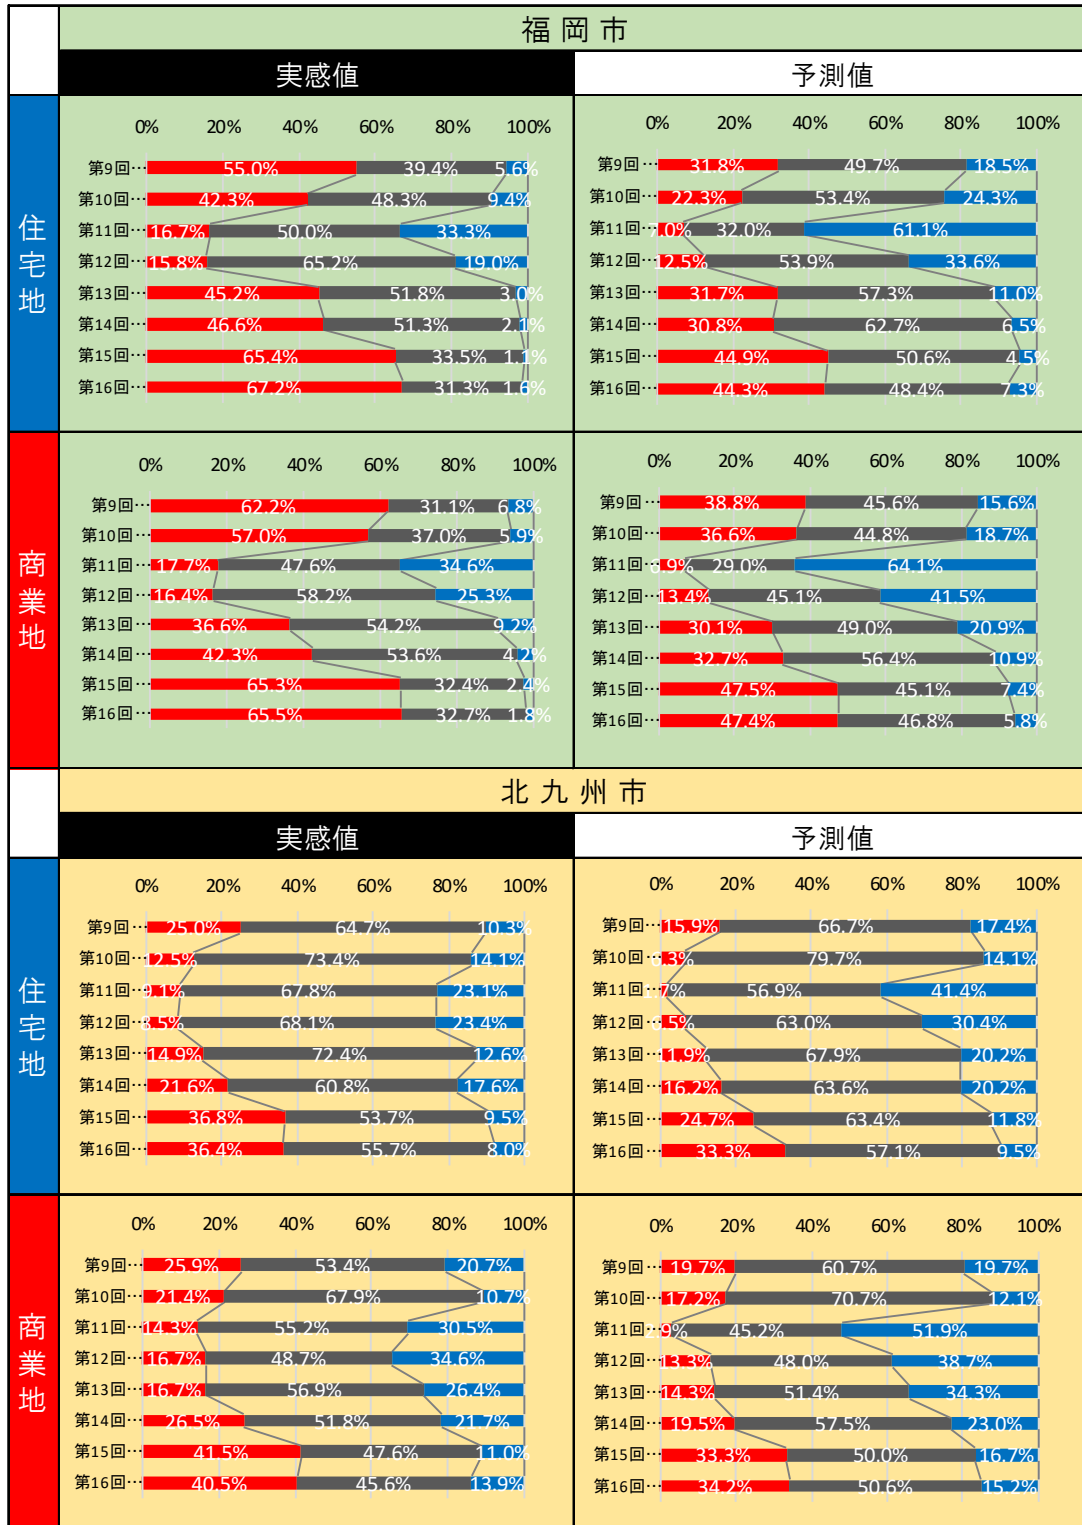 福岡市
実感値 予測値
住宅地
0% 20% 40% 60% 80% 100%
第9回… 55.0% 39.4% 5.6%
第10回… 42.3% 48.3% 9.4%
第11回… 16.7% 50.0% 33.3%
第12回… 15.8% 65.2% 19.0%
第13回… 45.2% 51.8% 3.0%
第14回… 46.6% 51.3% 2.1%
第15回… 65.4% 33.5% 1.1%
第16回… 67.2% 31.3% 1.6%
0% 20% 40% 60% 80% 100%
第9回… 31.8% 49.7% 18.5%
第10回… 22.3% 53.4% 24.3%
第11回… 7.0% 32.0% 61.1%
第12回… 12.5% 53.9% 33.6%
第13回… 31.7% 57.3% 11.0%
第14回… 30.8% 62.7% 6.5%
第15回… 44.9% 50.6% 4.5%
第16回… 44.3% 48.4% 7.3%
商業地
0% 20% 40% 60% 80% 100%
第9回… 62.2% 31.1% 6.8%
第10回… 57.0% 37.0% 5.9%
第11回… 17.7% 47.6% 34.6%
第12回… 16.4% 58.2% 25.3%
第13回… 36.6% 54.2% 9.2%
第14回… 42.3% 53.6% 4.2%
第15回… 65.3% 32.4% 2.4%
第16回… 65.5% 32.7% 1.8%
0% 20% 40% 60% 80% 100%
第9回… 38.8% 45.6% 15.6%
第10回… 36.6% 44.8% 18.7%
第11回… 6.9% 29.0% 64.1%
第12回… 13.4% 45.1% 41.5%
第13回… 30.1% 49.0% 20.9%
第14回… 32.7% 56.4% 10.9%
第15回… 47.5% 45.1% 7.4%
第16回… 47.4% 46.8% 5.8%
北九州市
実感値 予測値
住宅地
0% 20% 40% 60% 80% 100%
第9回… 25.0% 64.7% 10.3%
第10回… 12.5% 73.4% 14.1%
第11回… 9.1% 67.8% 23.1%
第12回… 8.5% 68.1% 23.4%
第13回… 14.9% 72.4% 12.6%
第14回… 21.6% 60.8% 17.6%
第15回… 36.8% 53.7% 9.5%
第16回… 36.4% 55.7% 8.0%
0% 20% 40% 60% 80% 100%
第9回… 15.9% 66.7% 17.4%
第10回… 6.3% 79.7% 14.1%
第11回… 1.7% 56.9% 41.4%
第12回… 6.5% 63.0% 30.4%
第13回… 11.9% 67.9% 20.2%
第14回… 16.2% 63.6% 20.2%
第15回… 24.7% 63.4% 11.8%
第16回… 33.3% 57.1% 9.5%
商業地
0% 20% 40% 60% 80% 100%
第9回… 25.9% 53.4% 20.7%
第10回… 21.4% 67.9% 10.7%
第11回… 14.3% 55.2% 30.5%
第12回… 16.7% 48.7% 34.6%
第13回… 16.7% 56.9% 26.4%
第14回… 26.5% 51.8% 21.7%
第15回… 41.5% 47.6% 11.0%
第16回… 40.5% 45.6% 13.9%
0% 20% 40% 60% 80% 100%
第9回… 19.7% 60.7% 19.7%
第10回… 17.2% 70.7% 12.1%
第11回… 2.9% 45.2% 51.9%
第12回… 13.3% 48.0% 38.7%
第13回… 14.3% 51.4% 34.3%
第14回… 19.5% 57.5% 23.0%
第15回… 33.3% 50.0% 16.7%
第16回… 34.2% 50.6% 15.2%